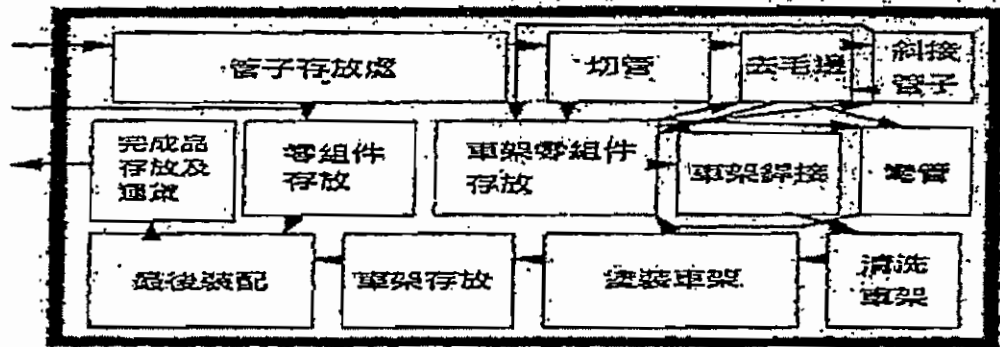 管子存放處
切管
去毛邊
斜接
管子
完成品
存放及
運貨
零組件
存放
車架零組件
存放
車架銲接
彎管
最後裝配
車架存放
塗裝車架
清洗
車架